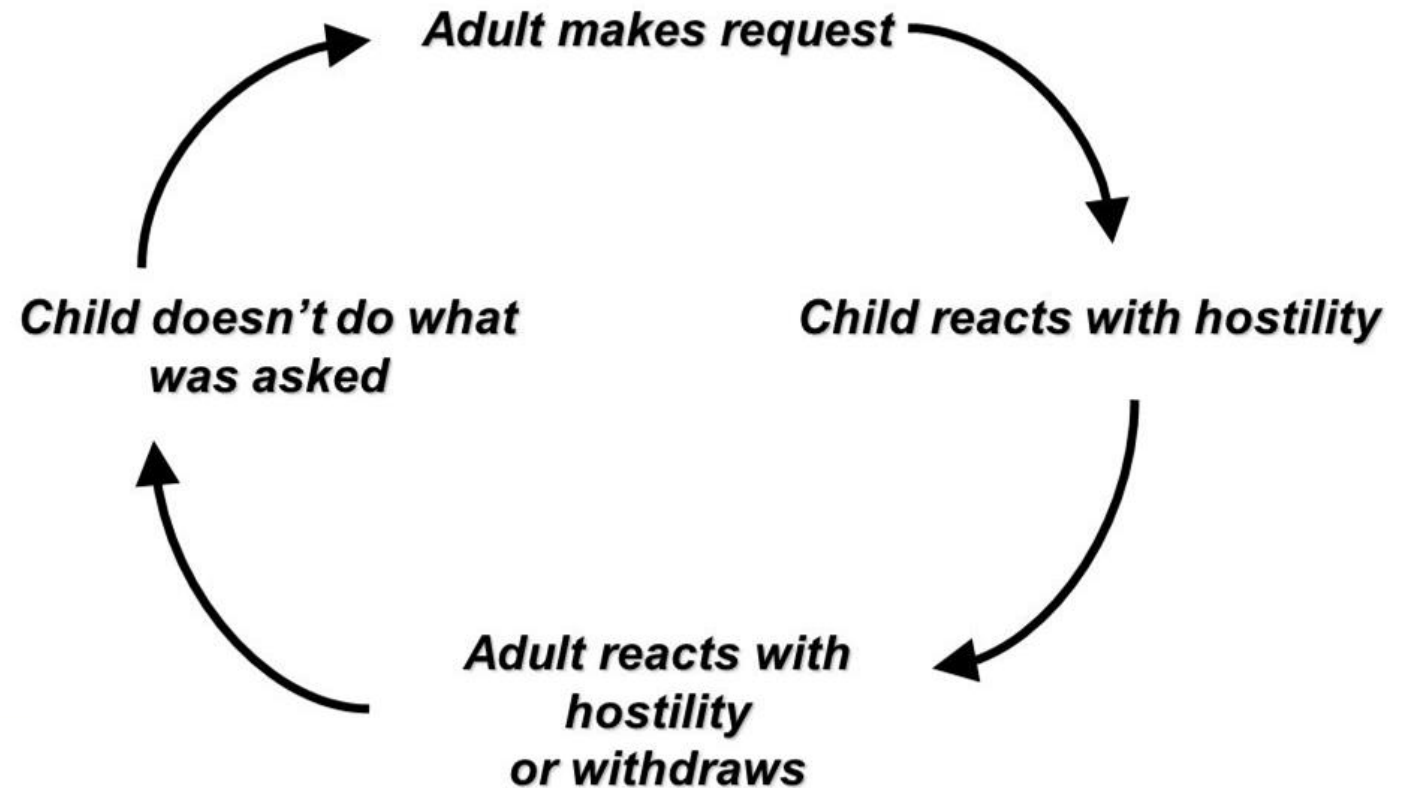 Adult makes request
Child doesn’t do what
was asked
Child reacts with hostility
Adult reacts with
hostility
or withdraws